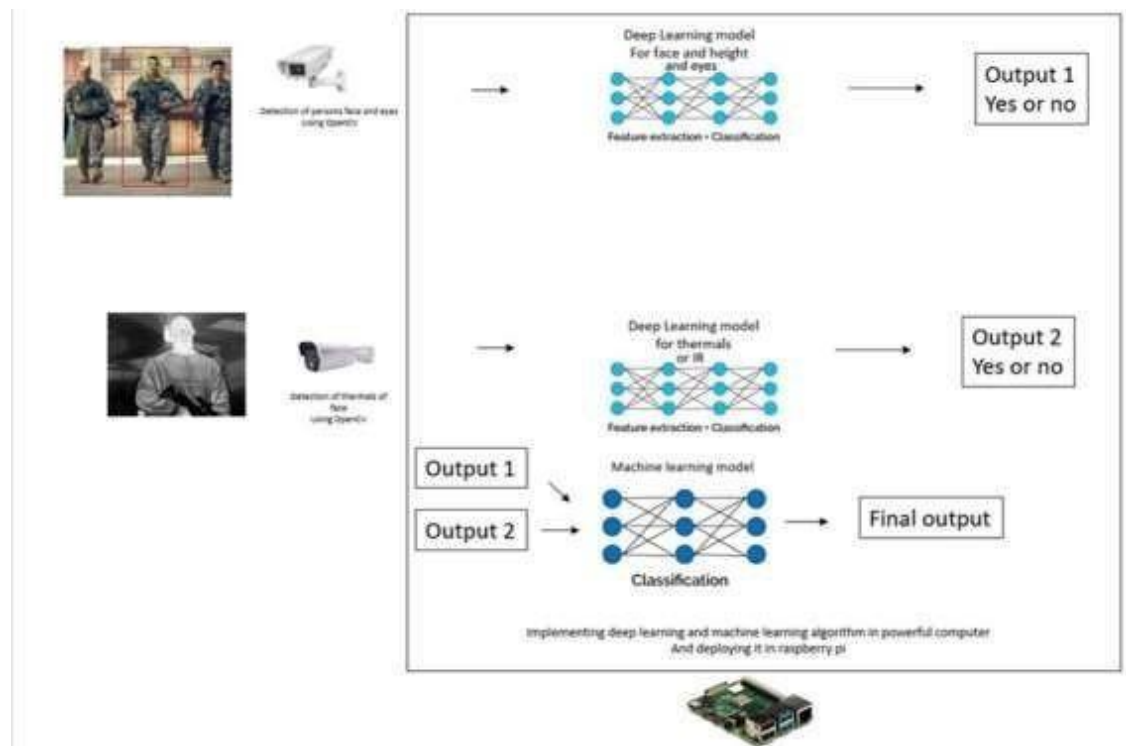 Deep Learning model
For face and height
and eyes
Feature extraction • Classification
Output 1
Yes or no
Detection of persons face and eyes
using OpenCv
Deep Learning model
for thermals
or IR
Feature extraction • Classification
Output 2
Yes or no
Detection of thermals of
face
using OpenCv
Output 1
Output 2
Machine learning model
Classification
Final output
Implementing deep learning and machine learning algorithm in powerful computer
And deploying it in raspberry pi